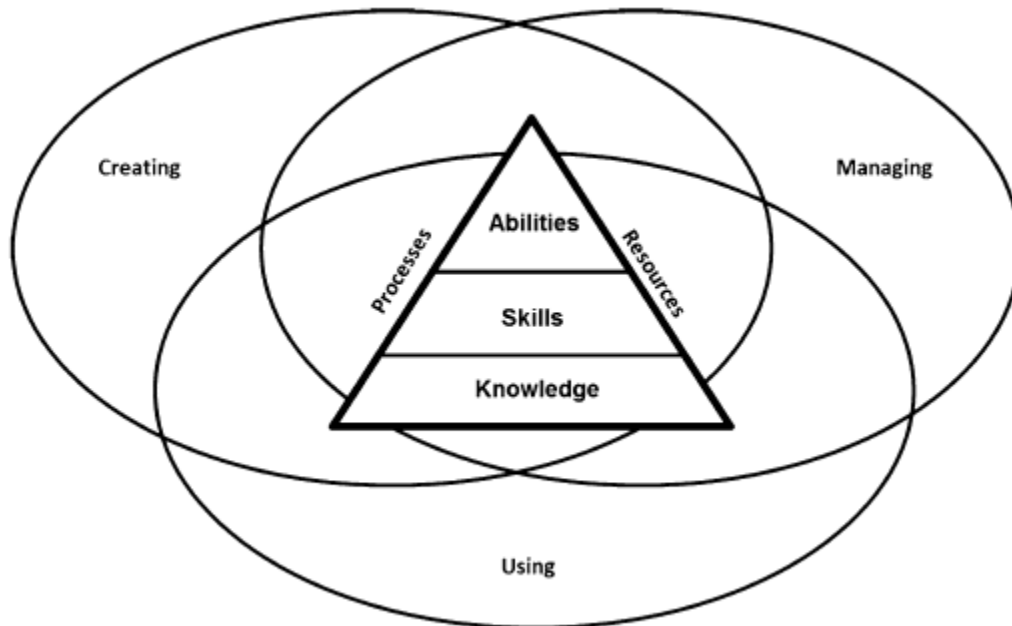 Creating
Managing
Abilities
Processes
Resources
Skills
Knowledge
Using